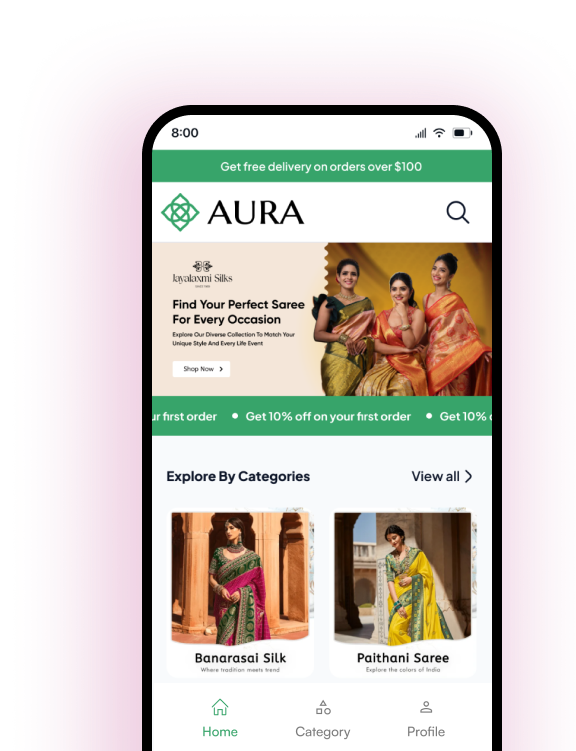 8:00
Get free delivery on orders over $100
AURA
Jayalaxmi Silks
Find Your Perfect Saree
For Every Occasion
Explore Our Diverse Collection To Match Your
Unique Style And Every Life Event
Shop Now
ur first order • Get 10% off on your first order • Get 10%
Explore By Categories
View all
Banarasai Silk
Where tradition meets trend
Paithani Saree
Explore the colors of India
Home
Category
Profile